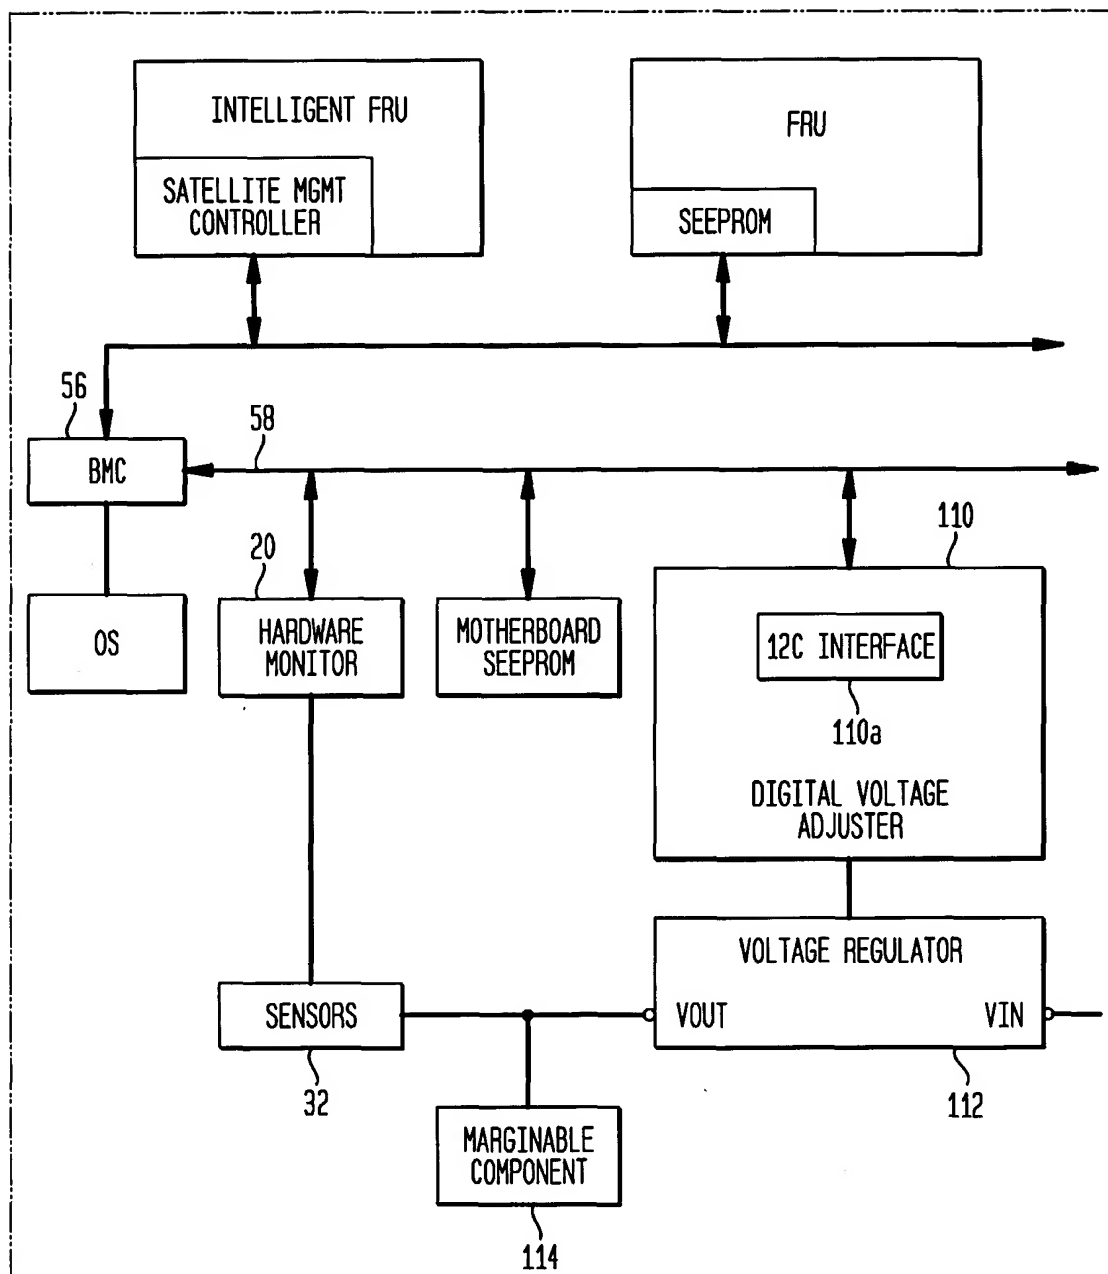 INTELLIGENT FRU
SATELLITE MGMT
CONTROLLER
FRU
SEEPROM
56
BMC
58
OS
20
HARDWARE
MONITOR
MOTHERBOARD
SEEPROM
110
12C INTERFACE
110a
DIGITAL VOLTAGE
ADJUSTER
VOLTAGE REGULATOR
VOUT
VIN
112
SENSORS
32
MARGINABLE
COMPONENT
114